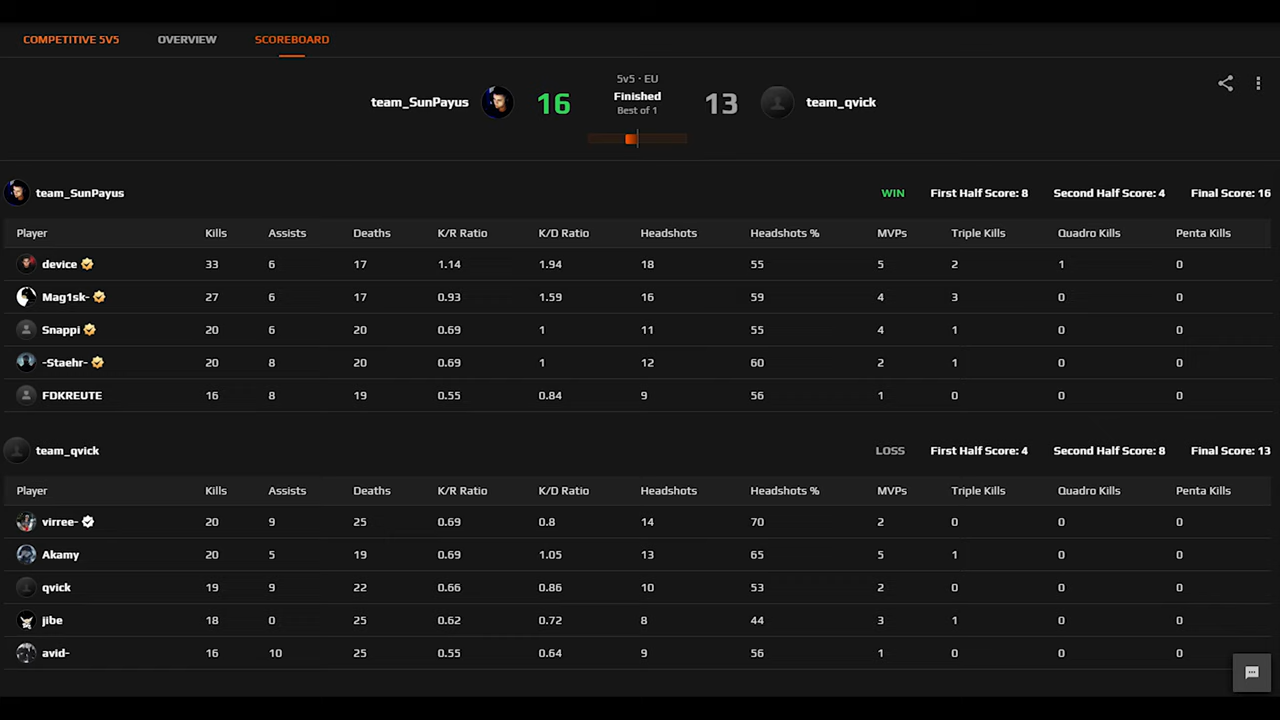 COMPETITIVE 5V5 OVERVIEW SCOREBOARD
5v5 · EU
team_SunPayus 16 Finished 13 team_qvick
Best of 1
team_SunPayus WIN First Half Score: 8 Second Half Score: 4 Final Score: 16
Player Kills Assists Deaths K/R Ratio K/D Ratio Headshots Headshots % MVPs Triple Kills Quadro Kills Penta Kills
device 33 6 17 1.14 1.94 18 55 5 2 1 0
Mag1sk- 27 6 17 0.93 1.59 16 59 4 3 0 0
Snappi 20 6 20 0.69 1 11 55 4 1 0 0
-Staehr- 20 8 20 0.69 1 12 60 2 1 0 0
FDKREUTE 16 8 19 0.55 0.84 9 56 1 0 0 0
team_qvick LOSS First Half Score: 4 Second Half Score: 8 Final Score: 13
Player Kills Assists Deaths K/R Ratio K/D Ratio Headshots Headshots % MVPs Triple Kills Quadro Kills Penta Kills
virree- 20 9 25 0.69 0.8 14 70 2 0 0 0
Akamy 20 5 19 0.69 1.05 13 65 5 1 0 0
qvick 19 9 22 0.66 0.86 10 53 2 0 0 0
jibe 18 0 25 0.62 0.72 8 44 3 1 0 0
avid- 16 10 25 0.55 0.64 9 56 1 0 0 0